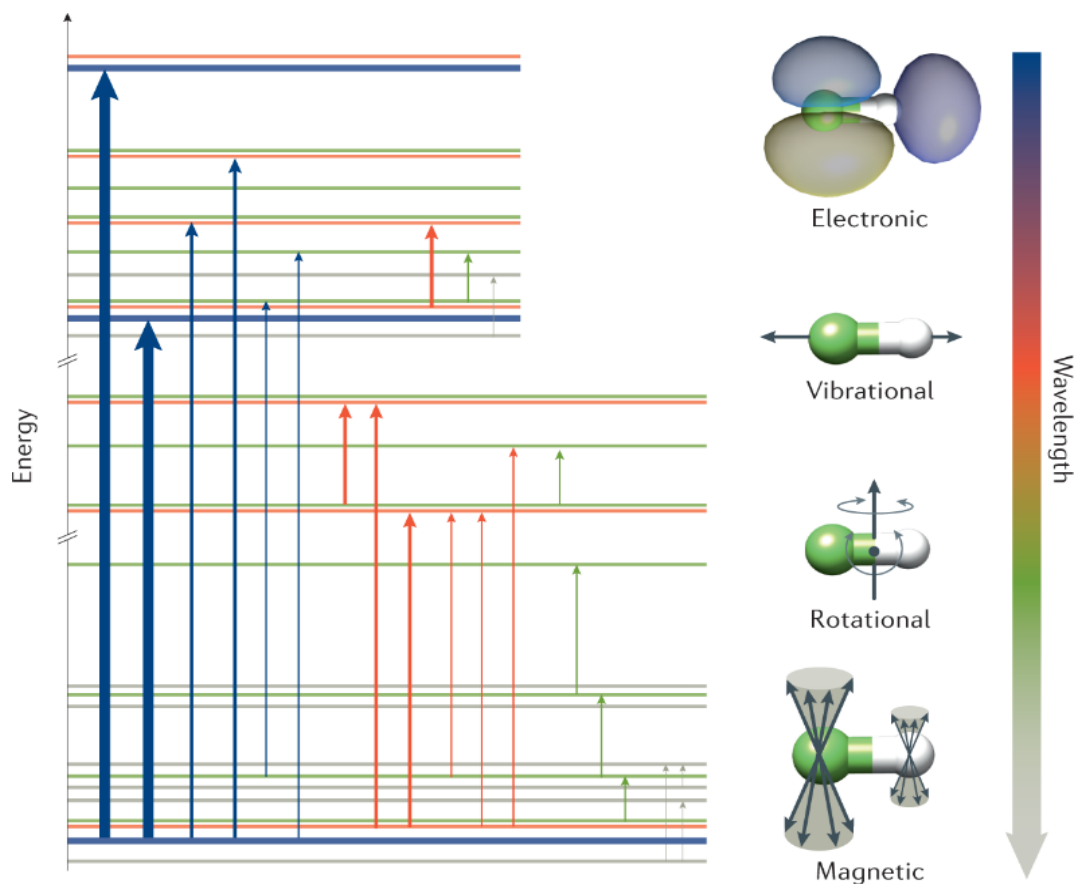 Energy
Electronic
Vibrational
Rotational
Magnetic
Wavelength